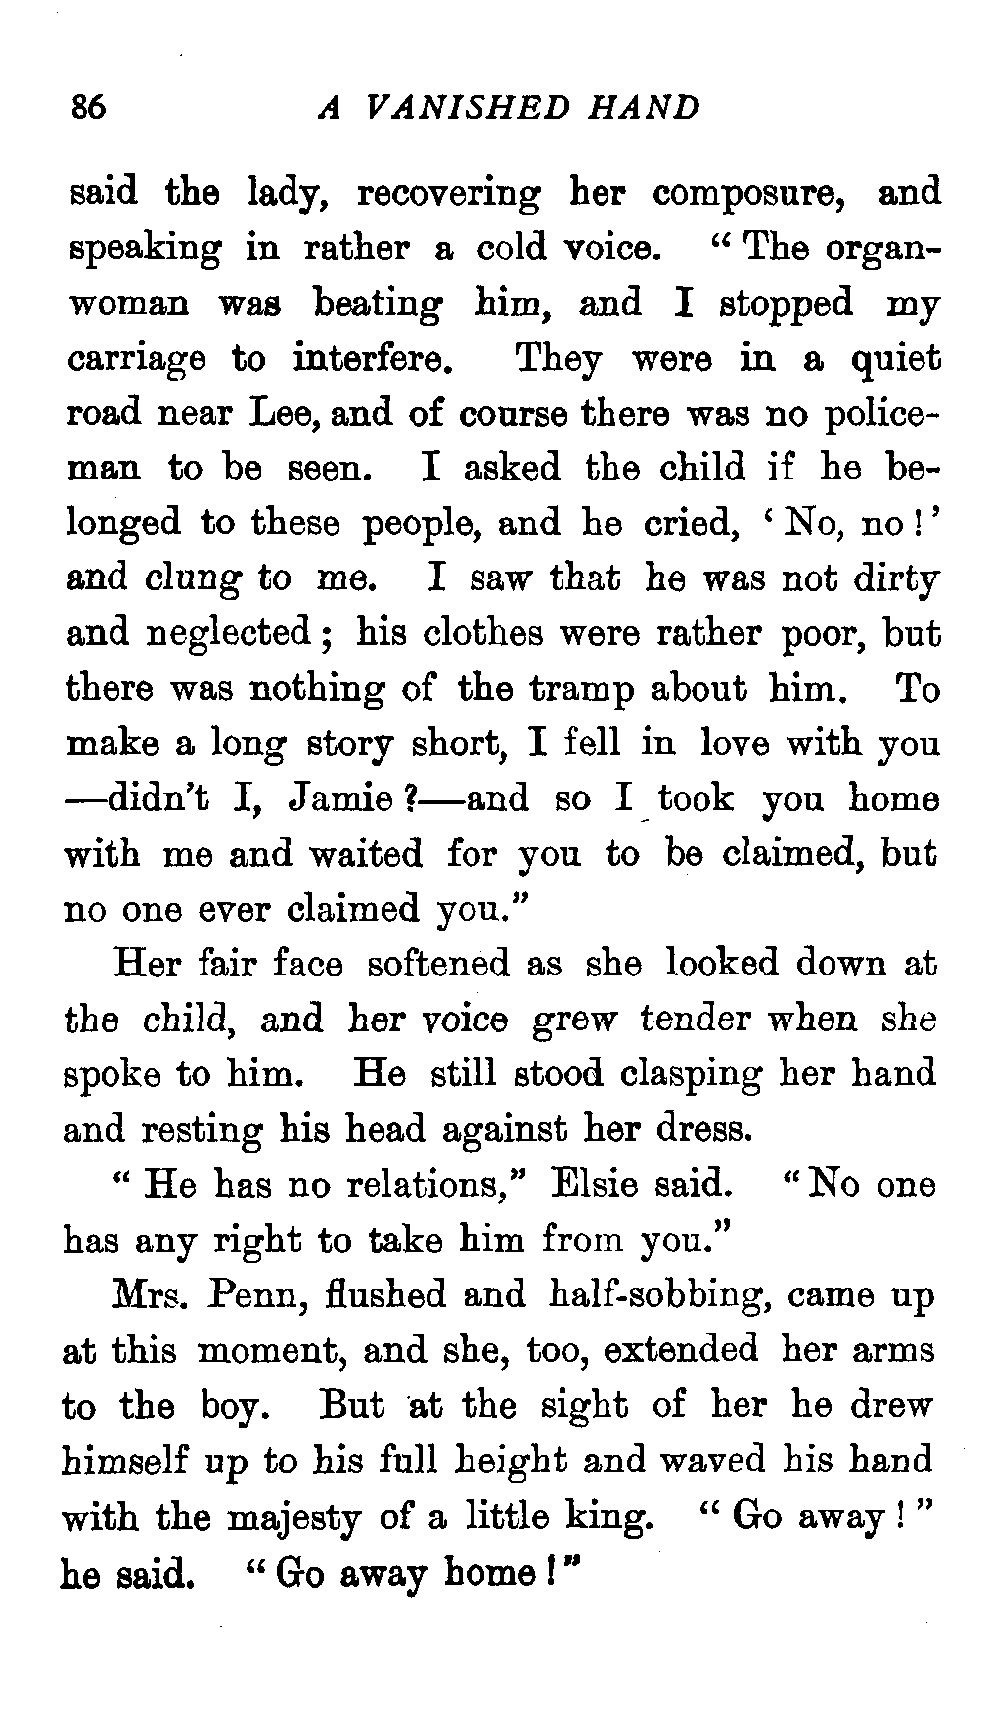 86 A VANISHED HAND
said the lady, recovering her composure, and
speaking in rather a cold voice. “ The organ-
woman was beating him, and I stopped my
carriage to interfere. They were in a quiet
road near Lee, and of course there was no police-
man to be seen. I asked the child if he be-
longed to these people, and he cried, ‘ No, no ! ’
and clung to me. I saw that he was not dirty
and neglected ; his clothes were rather poor, but
there was nothing of the tramp about him. To
make a long story short, I fell in love with you
—didn’t I, Jamie ?—and so I took you home
with me and waited for you to be claimed, but
no one ever claimed you.”
Her fair face softened as she looked down at
the child, and her voice grew tender when she
spoke to him. He still stood clasping her hand
and resting his head against her dress.
“ He has no relations,” Elsie said. “ No one
has any right to take him from you.”
Mrs. Penn, flushed and half-sobbing, came up
at this moment, and she, too, extended her arms
to the boy. But at the sight of her he drew
himself up to his full height and waved his hand
with the majesty of a little king. “ Go away ! ”
he said. “ Go away home ! ”